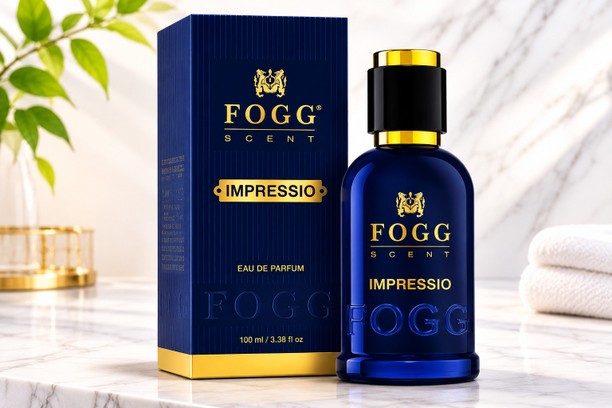 FOGG®
SCENT
IMPRESSIO
EAU DE PARFUM
FOGG
100 ml / 3.38 fl oz
FOGG
SCENT
IMPRESSIO
FOGG